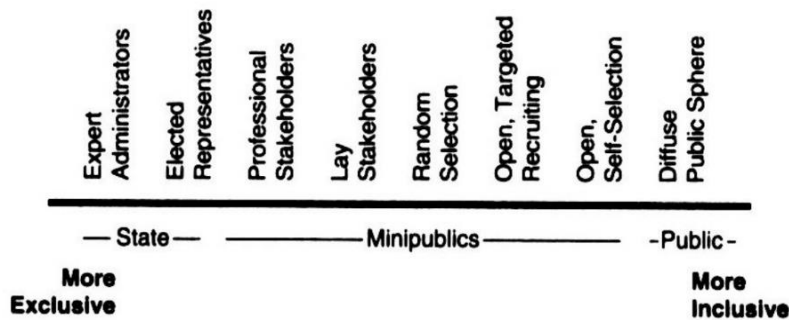 Expert
Administrators
Elected
Representatives
Professional
Stakeholders
Lay
Stakeholders
Random
Selection
Open, Targeted
Recruiting
Open,
Self-Selection
Diffuse
Public Sphere
State
Minipublics
Public
More
Exclusive
More
Inclusive